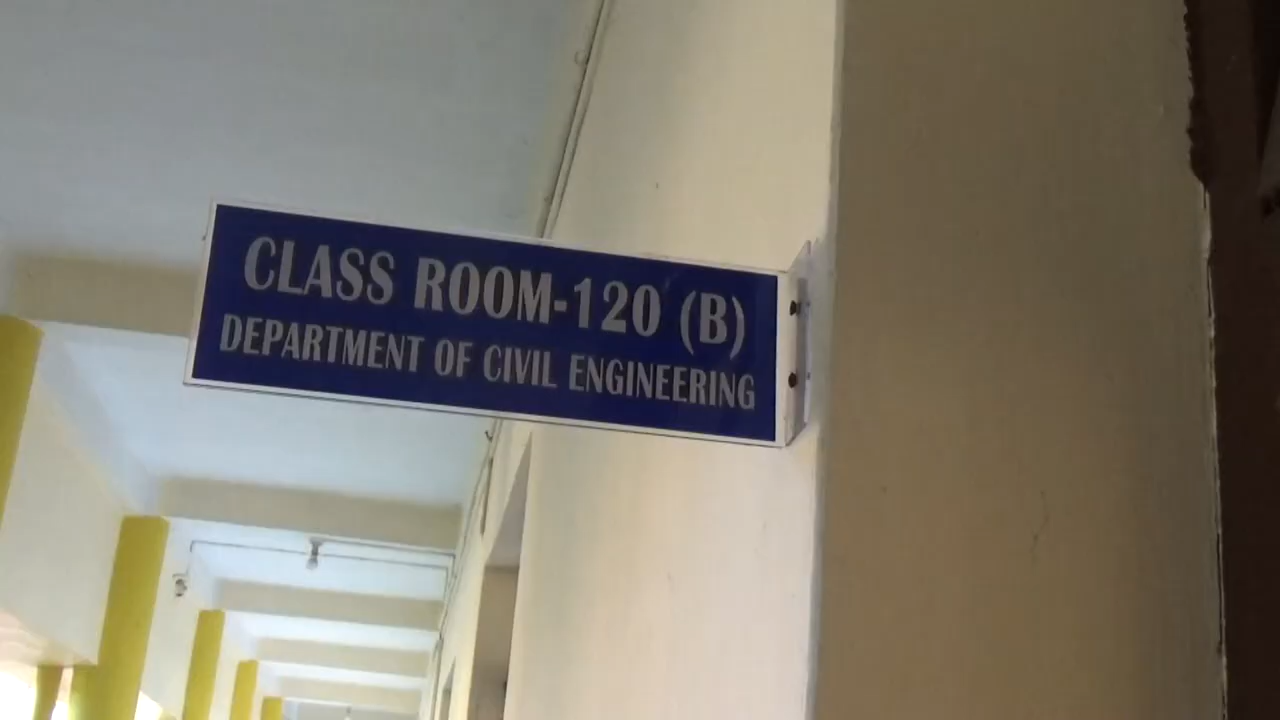 CLASS ROOM-120 (B)
DEPARTMENT OF CIVIL ENGINEERING